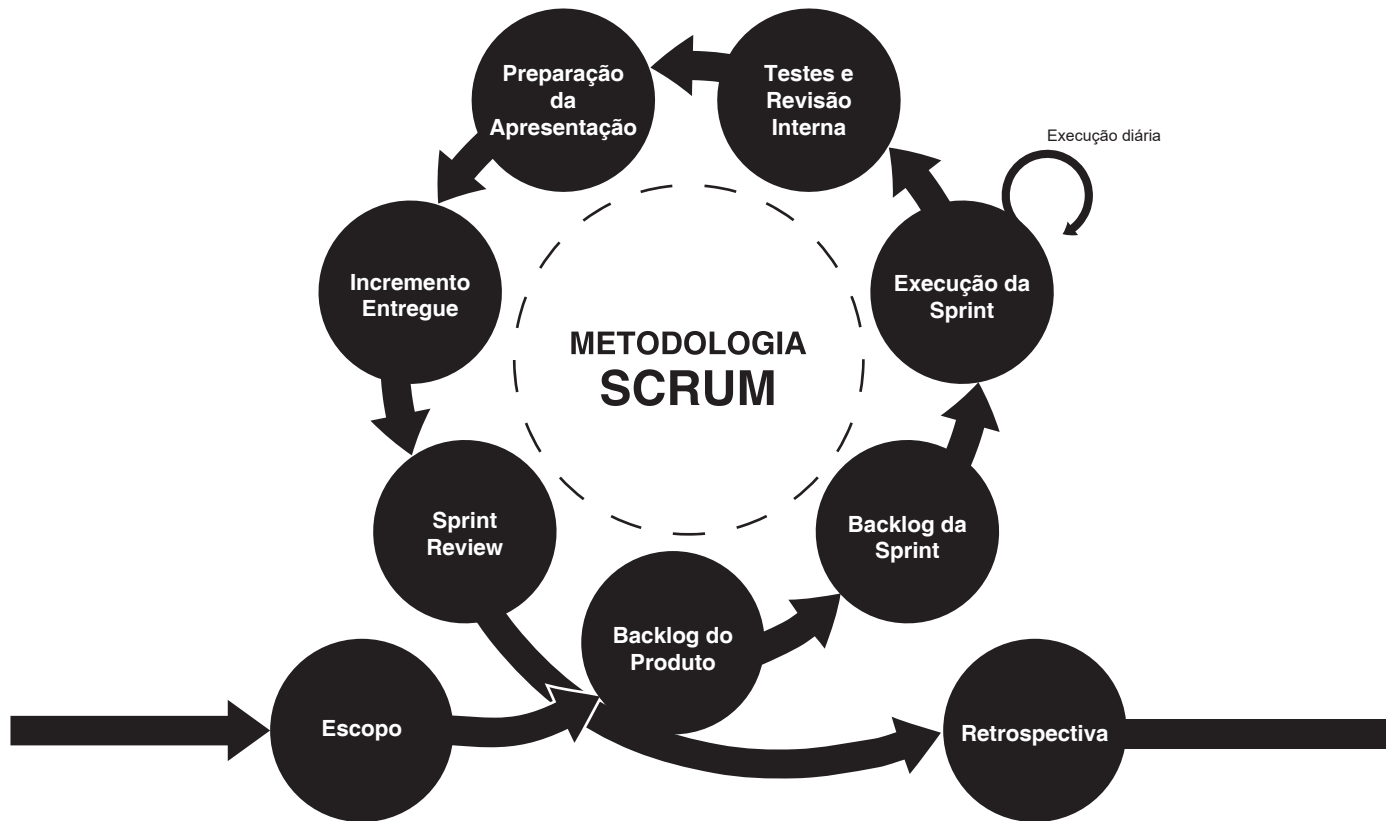 Preparação
da
Apresentação
Testes e
Revisão
Interna
Execução diária
Incremento
Entregue
Execução da
Sprint
METODOLOGIA
SCRUM
Sprint
Review
Backlog da
Sprint
Backlog do
Produto
Escopo
Retrospectiva